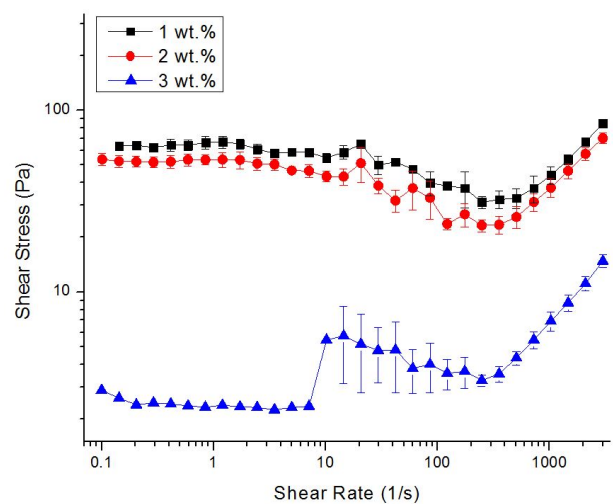 1 wt.%
2 wt.%
3 wt.%
100
10
Shear Stress (Pa)
0.1 1 10 100 1000
Shear Rate (1/s)